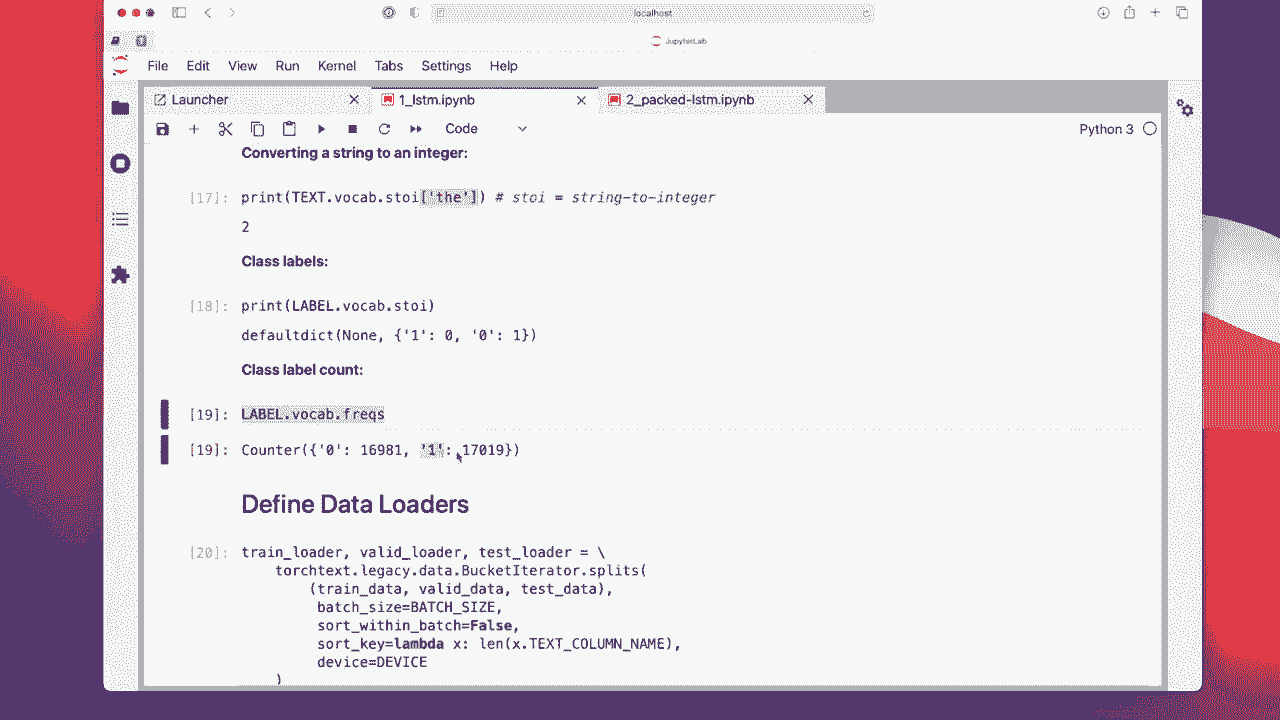 localhost
JupyterLab
File Edit View Run Kernel Tabs Settings Help
Launcher 1_lstm.ipynb 2_packed-lstm.ipynb
Code Python 3
Converting a string to an integer:
[17]: print(TEXT.vocab.stoi['the']) # stoi = string-to-integer
2
Class labels:
[18]: print(LABEL.vocab.stoi)
defaultdict(None, {'1': 0, '0': 1})
Class label count:
[19]: LABEL.vocab.freqs
[19]: Counter({'0': 16981, '1': 17019})
Define Data Loaders
[20]: train_loader, valid_loader, test_loader = \
torchtext.legacy.data.BucketIterator.splits(
(train_data, valid_data, test_data),
batch_size=BATCH_SIZE,
sort_within_batch=False,
sort_key=lambda x: len(x.TEXT_COLUMN_NAME),
device=DEVICE
)